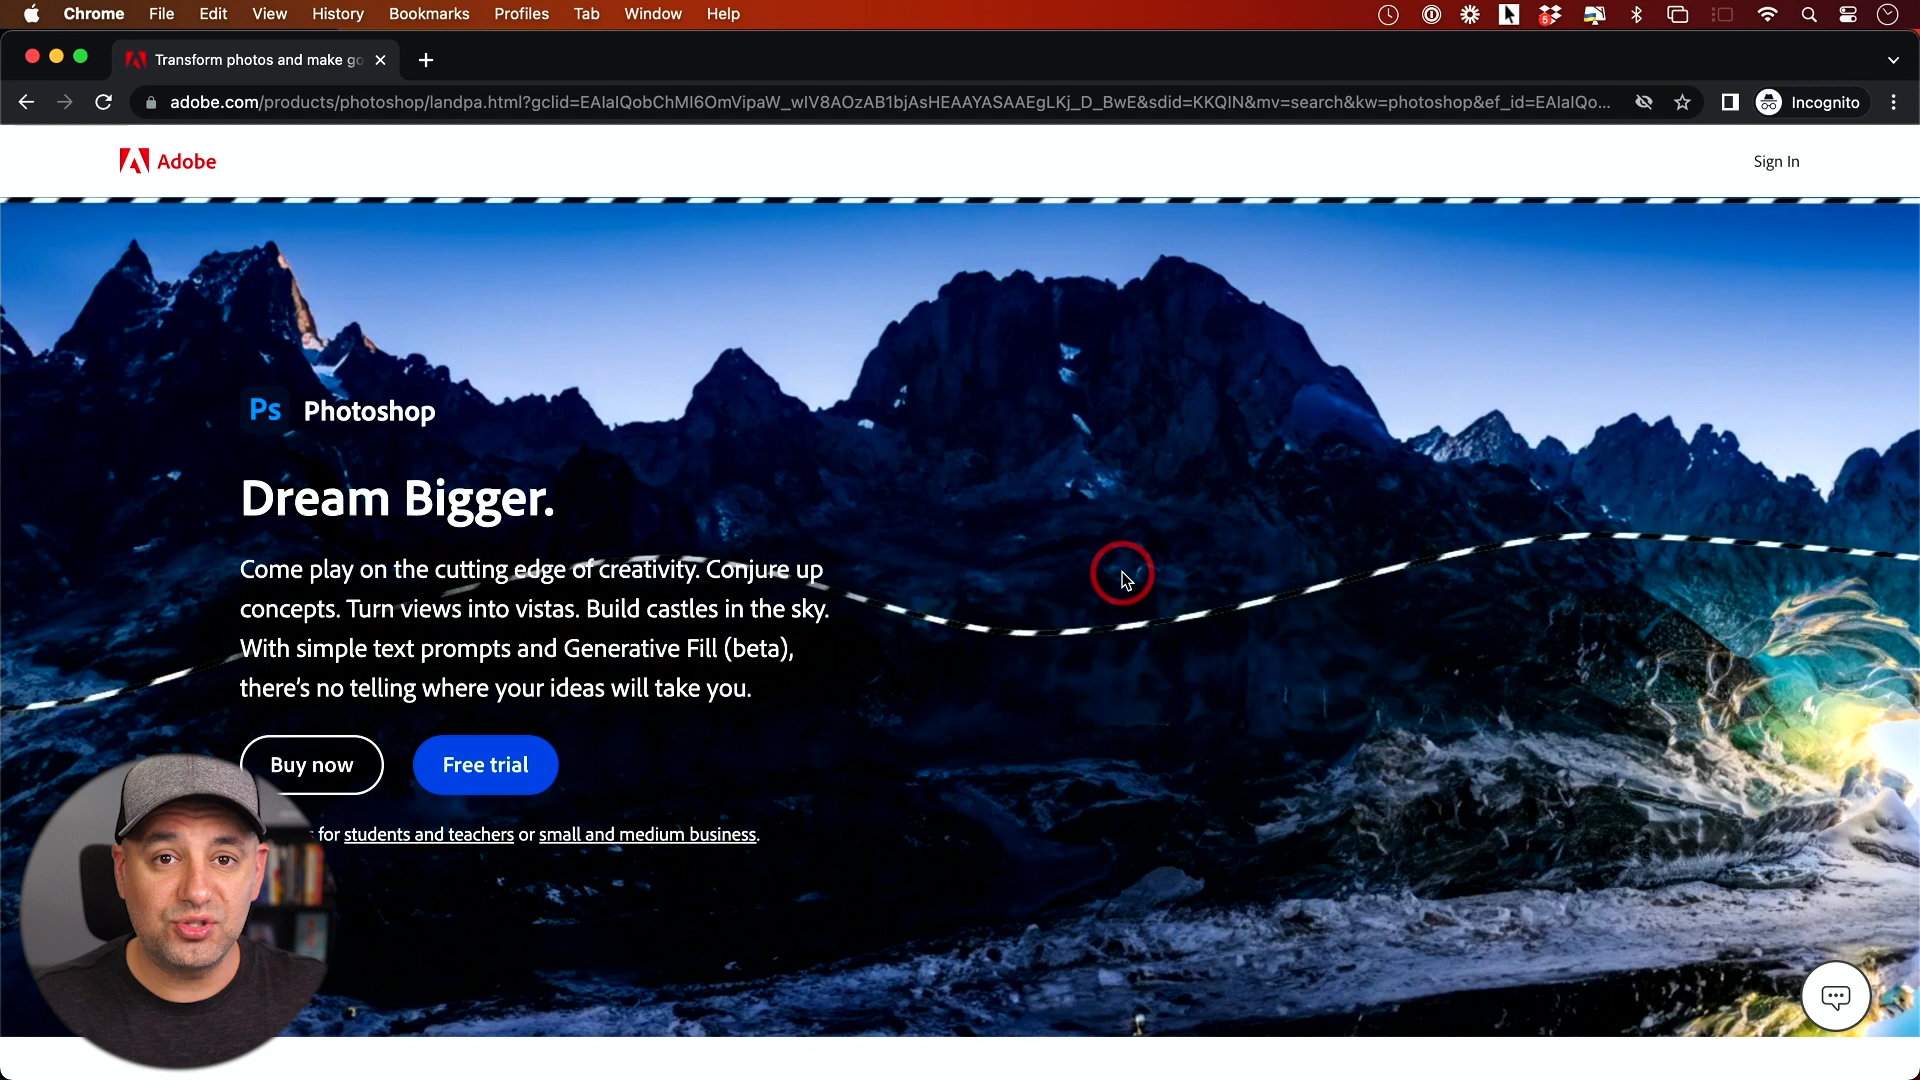 Chrome File Edit View History Bookmarks Profiles Tab Window Help
5
Transform photos and make go
adobe.com/products/photoshop/landpa.html?gclid=EAIaIQobChMI6OmVipaW_wIV8AOzAB1bjAsHEAAYASAAEgLKj_D_BwE&sdid=KKQIN&mv=search&kw=photoshop&ef_id=EAIaIQo...
Incognito
Adobe
Sign In
Ps Photoshop
Dream Bigger.
Come play on the cutting edge of creativity. Conjure up
concepts. Turn views into vistas. Build castles in the sky.
With simple text prompts and Generative Fill (beta),
there's no telling where your ideas will take you.
Buy now Free trial
for students and teachers or small and medium business.